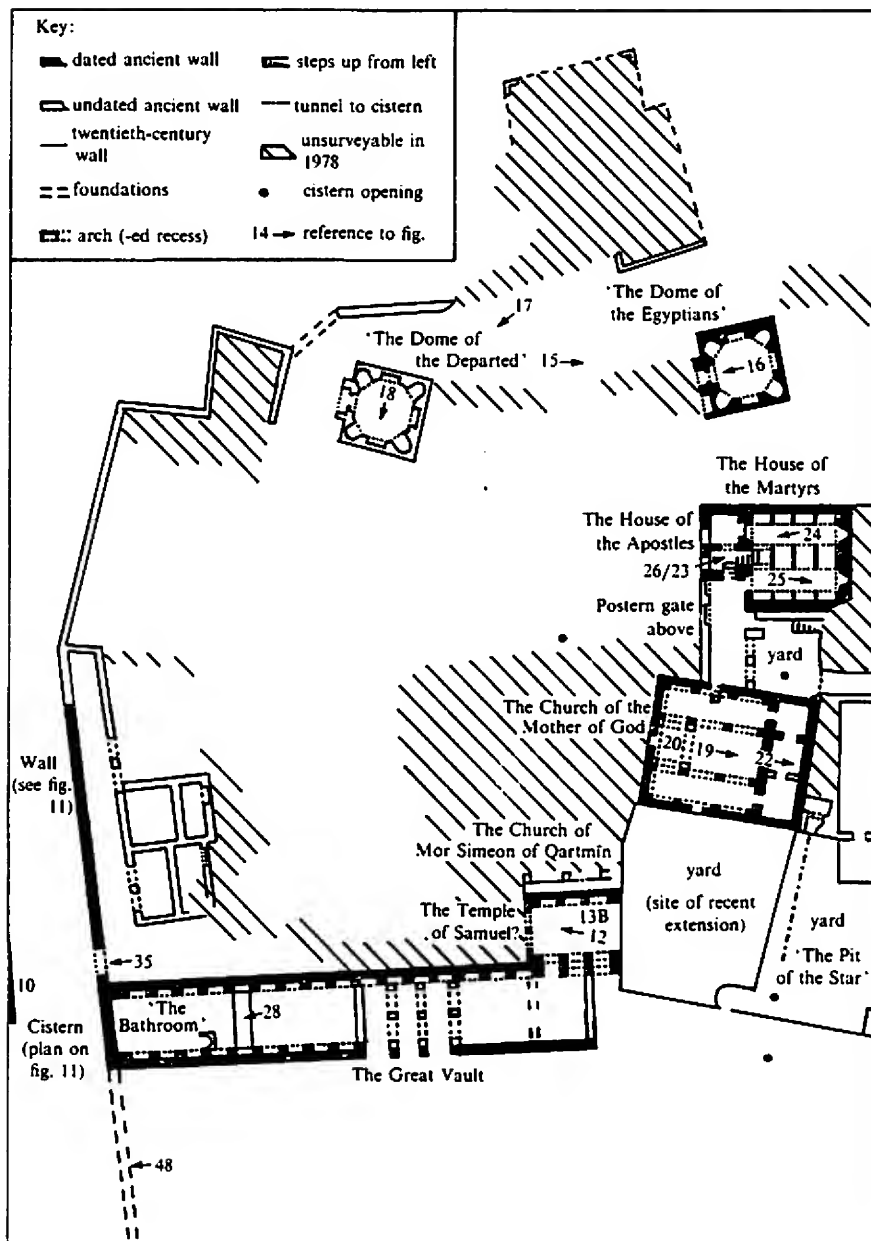 Key:
dated ancient wall
steps up from left
undated ancient wall
tunnel to cistern
twentieth-century
wall
unsurveyable in
1978
foundations
cistern opening
arch (-ed recess)
14 → reference to fig.
17
'The Dome of
the Egyptians'
'The Dome of
the Departed'
15 →
← 16
18
The House of
the Martyrs
The House of
the Apostles
← 24
26/23
25 →
Postern gate
above
yard
The Church of the
Mother of God
20
19 →
22 →
Wall
(see fig.
11)
The Church of
Mor Simeon of Qartmīn
yard
(site of recent
extension)
The Temple
of Samuel?
13B
← 12
yard
'The Pit
of the Star'
← 35
10
'The
Bathroom'
← 28
Cistern
(plan on
fig. 11)
The Great Vault
← 48